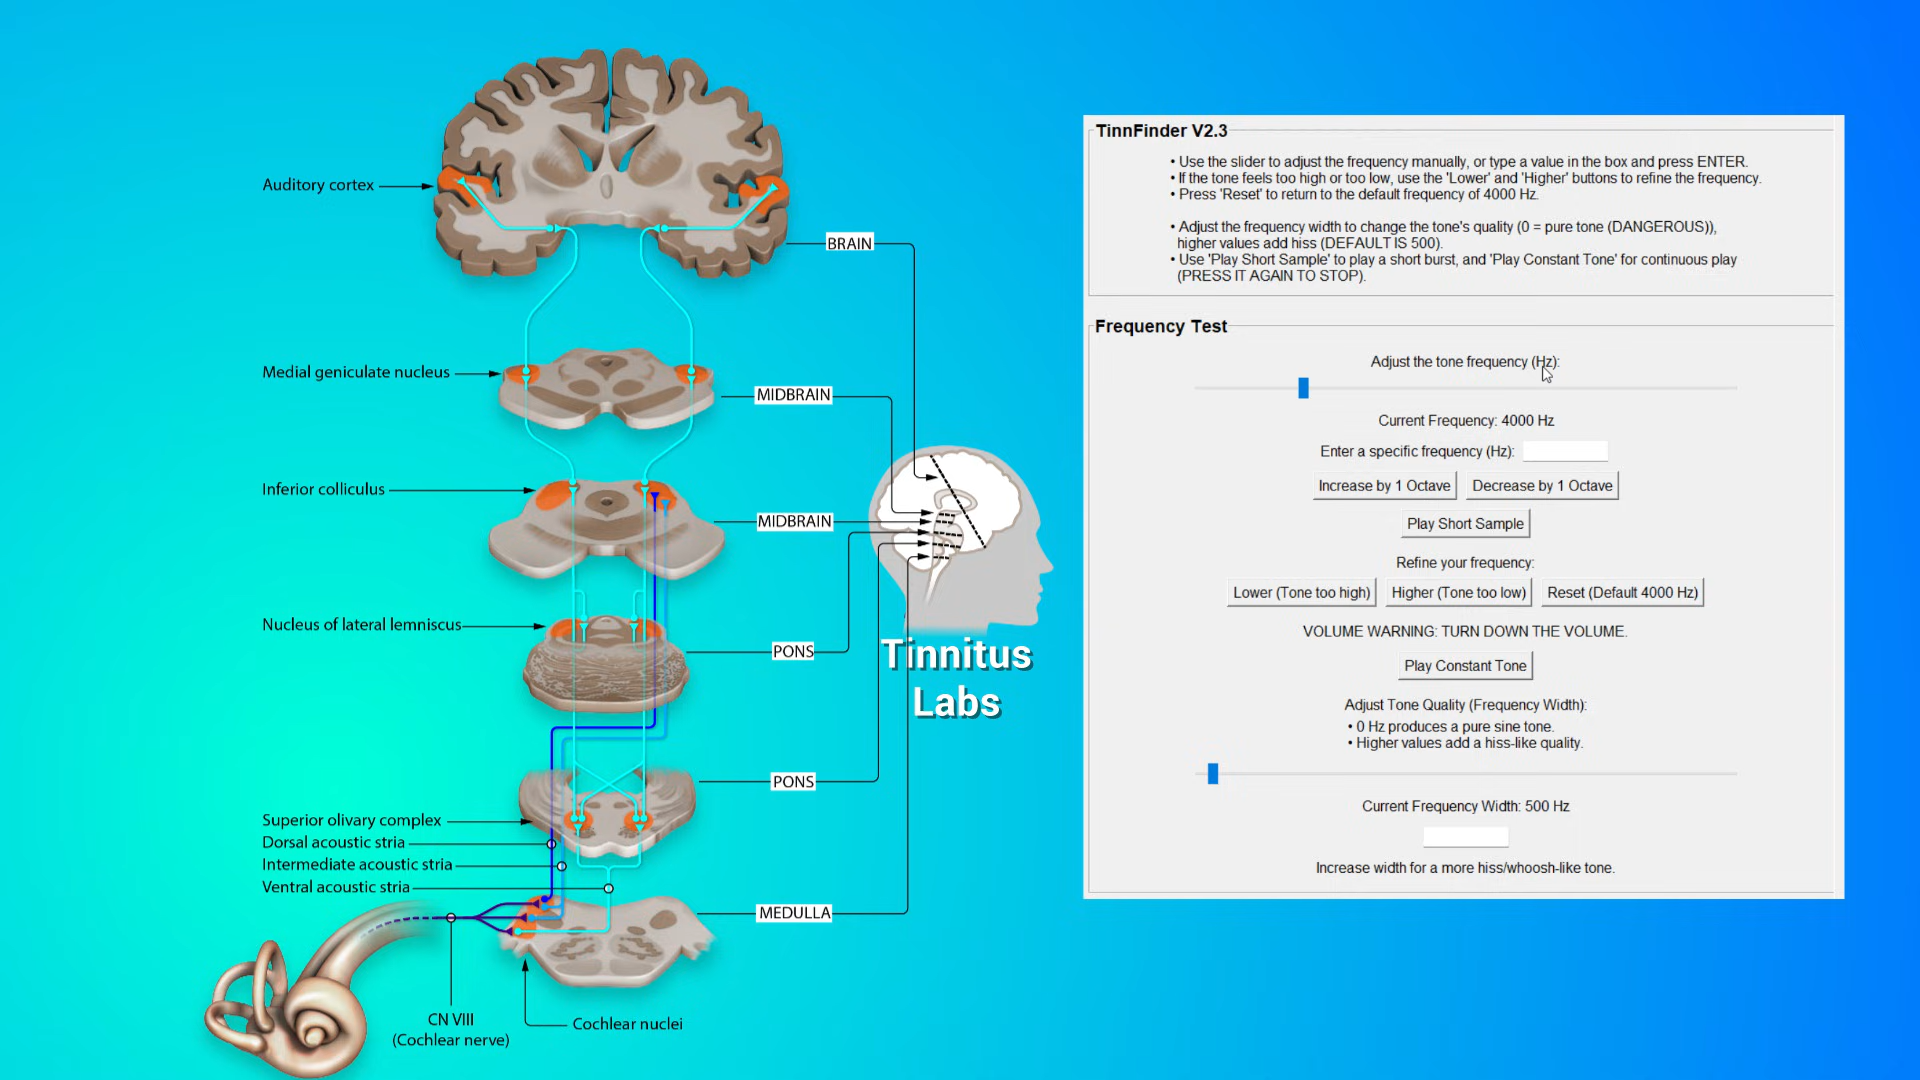 Auditory cortex
BRAIN
Medial geniculate nucleus
MIDBRAIN
Inferior colliculus
MIDBRAIN
Nucleus of lateral lemniscus
PONS
Tinnitus
Labs
PONS
Superior olivary complex
Dorsal acoustic stria
Intermediate acoustic stria
Ventral acoustic stria
MEDULLA
CN VIII
(Cochlear nerve)
Cochlear nuclei
TinnFinder V2.3
• Use the slider to adjust the frequency manually, or type a value in the box and press ENTER.
• If the tone feels too high or too low, use the 'Lower' and 'Higher' buttons to refine the frequency.
• Press 'Reset' to return to the default frequency of 4000 Hz.
• Adjust the frequency width to change the tone's quality (0 = pure tone (DANGEROUS)),
higher values add hiss (DEFAULT IS 500).
• Use 'Play Short Sample' to play a short burst, and 'Play Constant Tone' for continuous play
(PRESS IT AGAIN TO STOP).
Frequency Test
Adjust the tone frequency (Hz):
Current Frequency: 4000 Hz
Enter a specific frequency (Hz):
Increase by 1 Octave
Decrease by 1 Octave
Play Short Sample
Refine your frequency:
Lower (Tone too high)
Higher (Tone too low)
Reset (Default 4000 Hz)
VOLUME WARNING: TURN DOWN THE VOLUME.
Play Constant Tone
Adjust Tone Quality (Frequency Width):
• 0 Hz produces a pure sine tone.
• Higher values add a hiss-like quality.
Current Frequency Width: 500 Hz
Increase width for a more hiss/whoosh-like tone.